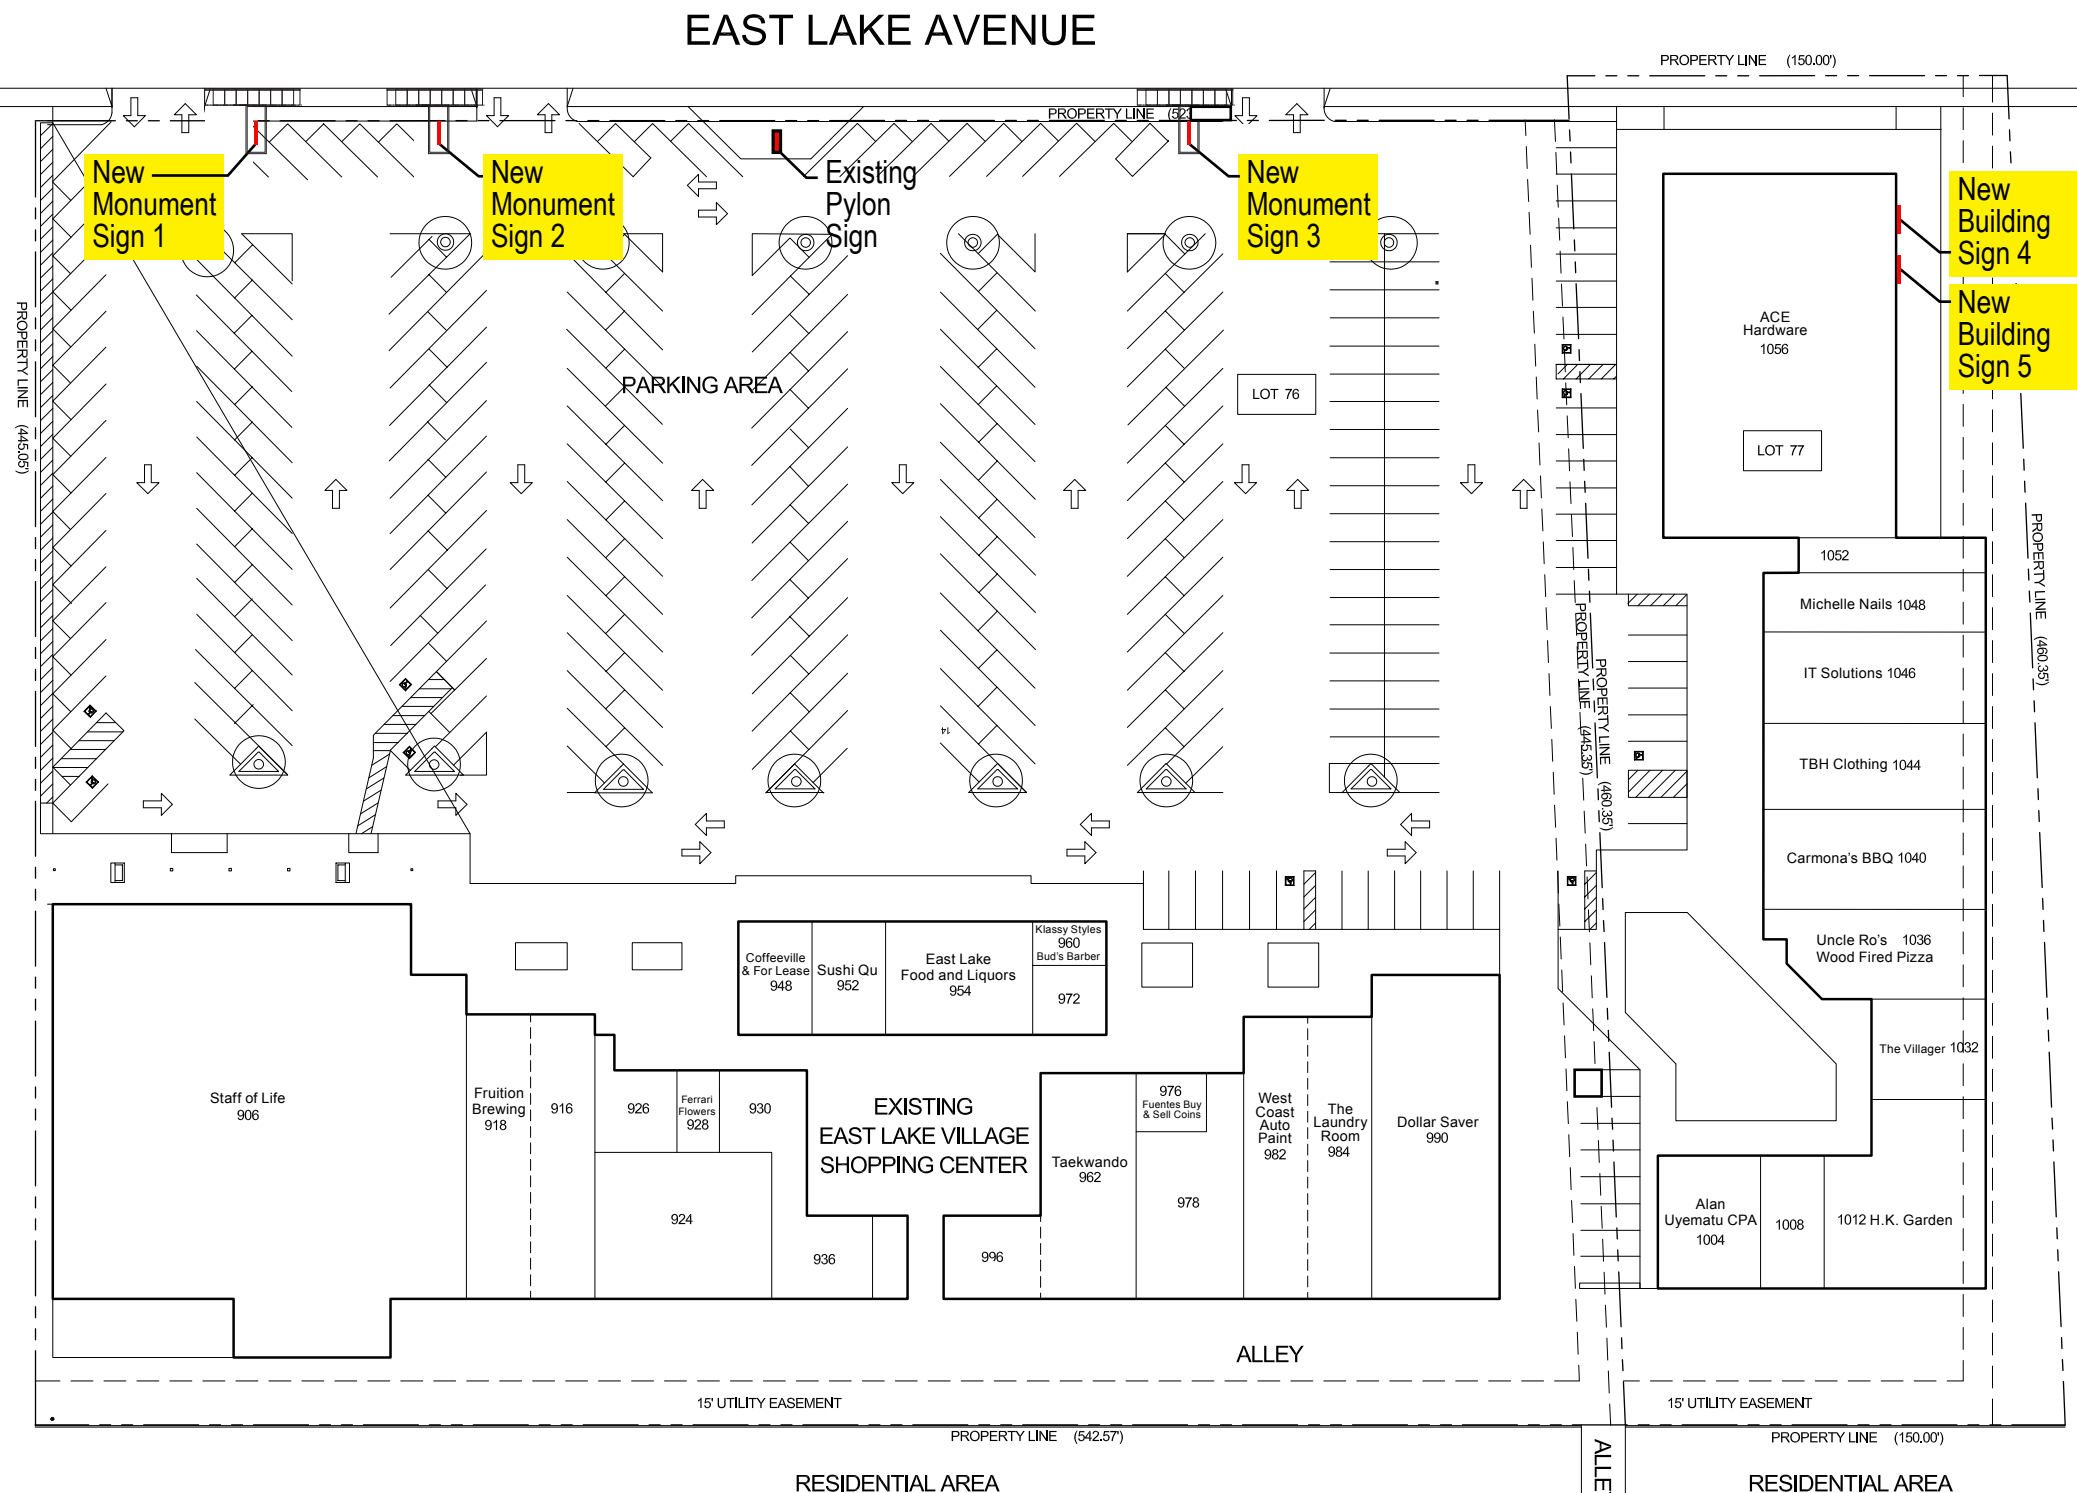 EAST LAKE AVENUE
PROPERTY LINE (150.00')
PROPERTY LINE (523
New
Monument
Sign 1
New
Monument
Sign 2
Existing
Pylon
Sign
New
Monument
Sign 3
New
Building
Sign 4
New
Building
Sign 5
PROPERTY LINE (445.05')
PARKING AREA
LOT 76
ACE
Hardware
1056
LOT 77
PROPERTY LINE (460.35')
1052
Michelle Nails 1048
IT Solutions 1046
TBH Clothing 1044
Carmona's BBQ 1040
Uncle Ro's 1036
Wood Fired Pizza
The Villager 1032
PROPERTY LINE (445.35')
PROPERTY LINE (460.35')
14
Coffeeville
& For Lease
948
Sushi Qu
952
East Lake
Food and Liquors
954
Klassy Styles
960
Bud's Barber
972
Staff of Life
906
Fruition
Brewing
918
916
926
Ferrari
Flowers
928
930
924
936
EXISTING
EAST LAKE VILLAGE
SHOPPING CENTER
996
Taekwando
962
976
Fuentes Buy
& Sell Coins
978
West
Coast
Auto
Paint
982
The
Laundry
Room
984
Dollar Saver
990
Alan
Uyematu CPA
1004
1008
1012 H.K. Garden
ALLEY
15' UTILITY EASEMENT
15' UTILITY EASEMENT
PROPERTY LINE (542.57')
PROPERTY LINE (150.00')
ALLE
RESIDENTIAL AREA
RESIDENTIAL AREA